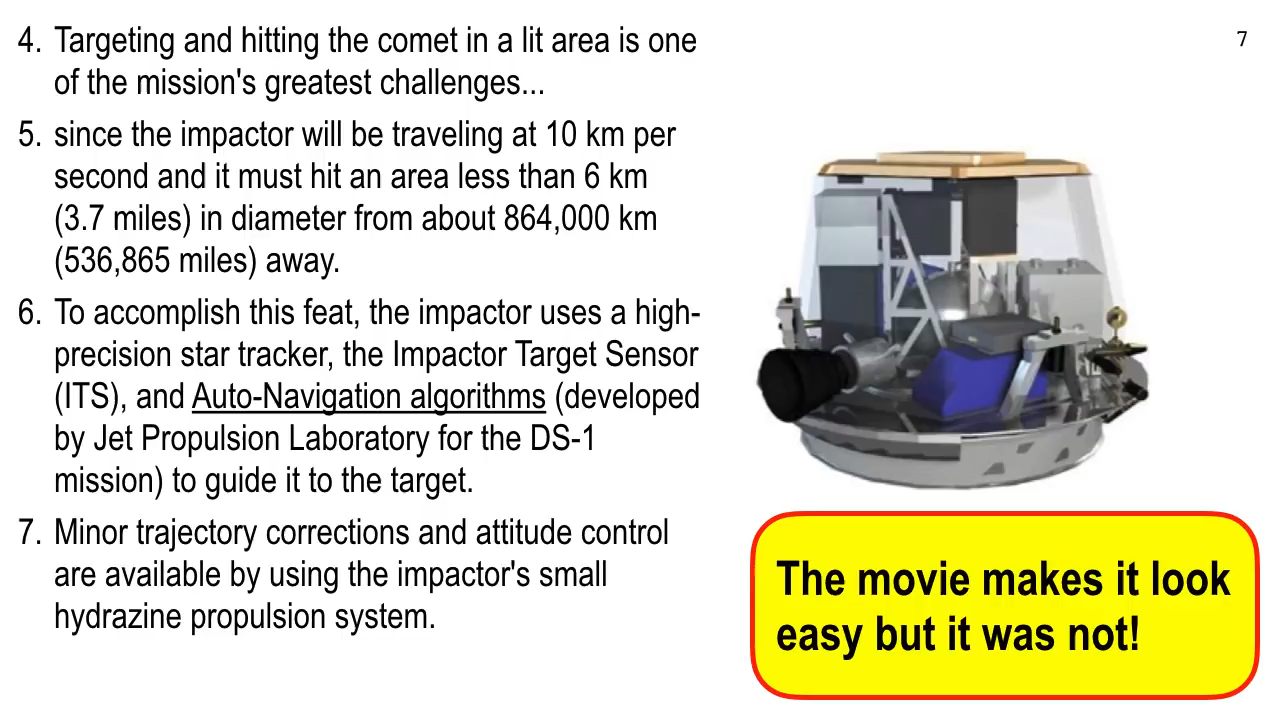 7
4. Targeting and hitting the comet in a lit area is one
of the mission's greatest challenges...
5. since the impactor will be traveling at 10 km per
second and it must hit an area less than 6 km
(3.7 miles) in diameter from about 864,000 km
(536,865 miles) away.
6. To accomplish this feat, the impactor uses a high-
precision star tracker, the Impactor Target Sensor
(ITS), and Auto-Navigation algorithms (developed
by Jet Propulsion Laboratory for the DS-1
mission) to guide it to the target.
7. Minor trajectory corrections and attitude control
are available by using the impactor's small
hydrazine propulsion system.
The movie makes it look
easy but it was not!